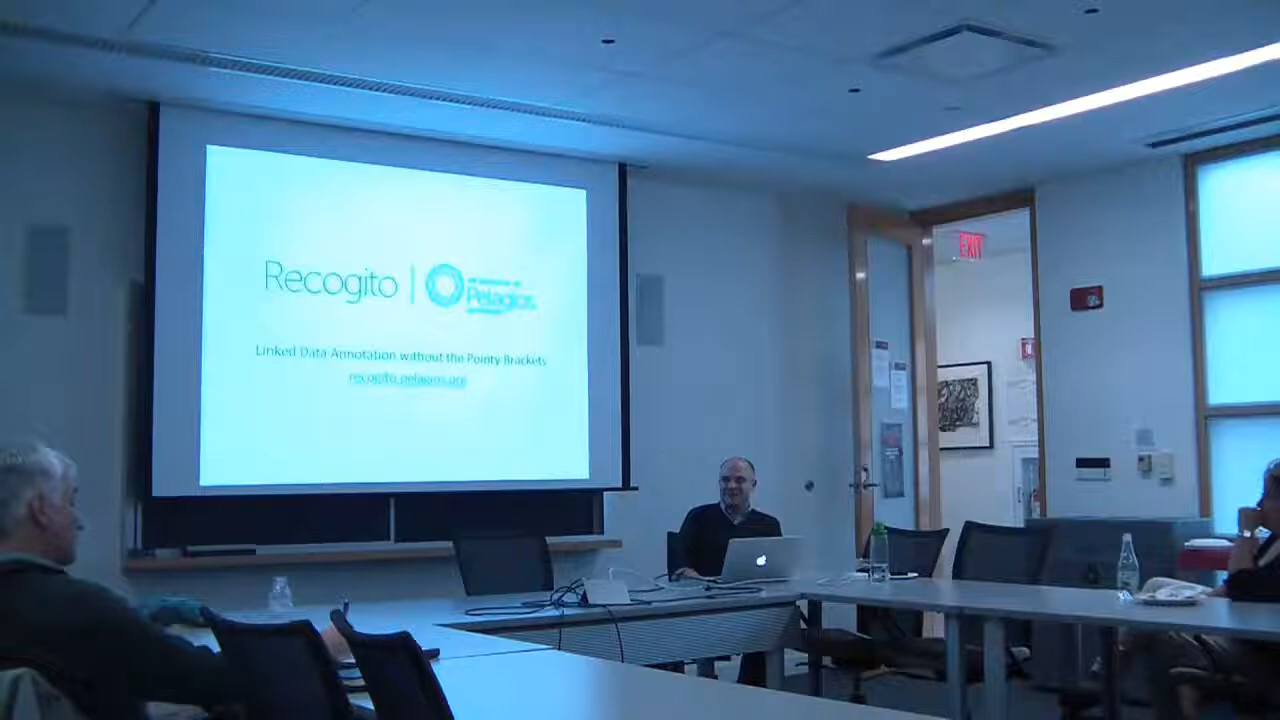 Recogito | Pelagios
Linked Data Annotation without the Pointy Brackets
recogito.pelagios.org
EXIT